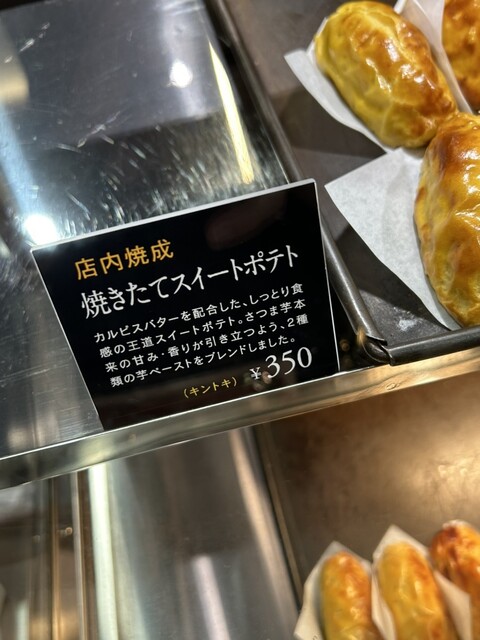 店内焼成
焼きたてスイートポテト
カルピスバターを配合した、しっとり食
感の王道スイートポテト。さつま芋本
来の甘み・香りが引き立つよう、2種
類の芋ペーストをブレンドしました。
(キントキ) ¥350